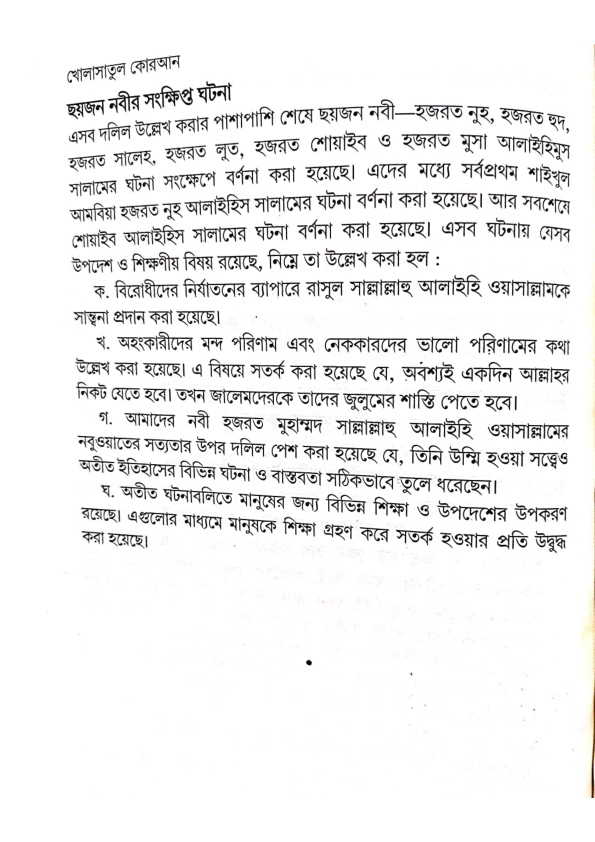 খোলাসাতুল কোরআন
ছয়জন নবীর সংক্ষিপ্ত ঘটনা
এসব দলিল উল্লেখ করার পাশাপাশি শেষে ছয়জন নবী—হজরত নুহ, হজরত হুদ,
হজরত সালেহ, হজরত লুত, হজরত শোয়াইব ও হজরত মুসা আলাইহিমুস
সালামের ঘটনা সংক্ষেপে বর্ণনা করা হয়েছে। এদের মধ্যে সর্বপ্রথম শাইখুল
আমবিয়া হজরত নুহ আলাইহিস সালামের ঘটনা বর্ণনা করা হয়েছে। আর সবশেষে
শোয়াইব আলাইহিস সালামের ঘটনা বর্ণনা করা হয়েছে। এসব ঘটনায় যেসব
উপদেশ ও শিক্ষণীয় বিষয় রয়েছে, নিম্নে তা উল্লেখ করা হল :
ক. বিরোধীদের নির্যাতনের ব্যাপারে রাসুল সাল্লাল্লাহু আলাইহি ওয়াসাল্লামকে
সান্ত্বনা প্রদান করা হয়েছে।
খ. অহংকারীদের মন্দ পরিণাম এবং নেককারদের ভালো পরিণামের কথা
উল্লেখ করা হয়েছে। এ বিষয়ে সতর্ক করা হয়েছে যে, অবশ্যই একদিন আল্লাহর
নিকট যেতে হবে। তখন জালেমদেরকে তাদের জুলুমের শাস্তি পেতে হবে।
গ. আমাদের নবী হজরত মুহাম্মদ সাল্লাল্লাহু আলাইহি ওয়াসাল্লামের
নবুওয়াতের সত্যতার উপর দলিল পেশ করা হয়েছে যে, তিনি উম্মি হওয়া সত্ত্বেও
অতীত ইতিহাসের বিভিন্ন ঘটনা ও বাস্তবতা সঠিকভাবে তুলে ধরেছেন।
ঘ. অতীত ঘটনাবলিতে মানুষের জন্য বিভিন্ন শিক্ষা ও উপদেশের উপকরণ
রয়েছে। এগুলোর মাধ্যমে মানুষকে শিক্ষা গ্রহণ করে সতর্ক হওয়ার প্রতি উদ্বুদ্ধ
করা হয়েছে।